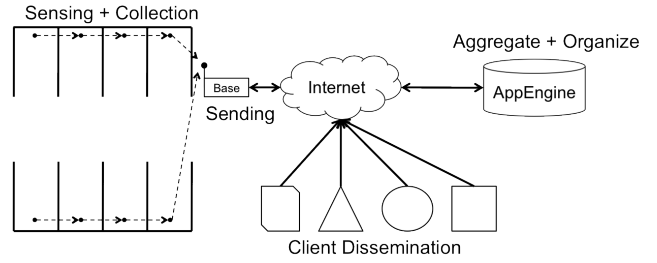 Sensing + Collection
Aggregate + Organize
Base
Internet
AppEngine
Sending
Client Dissemination